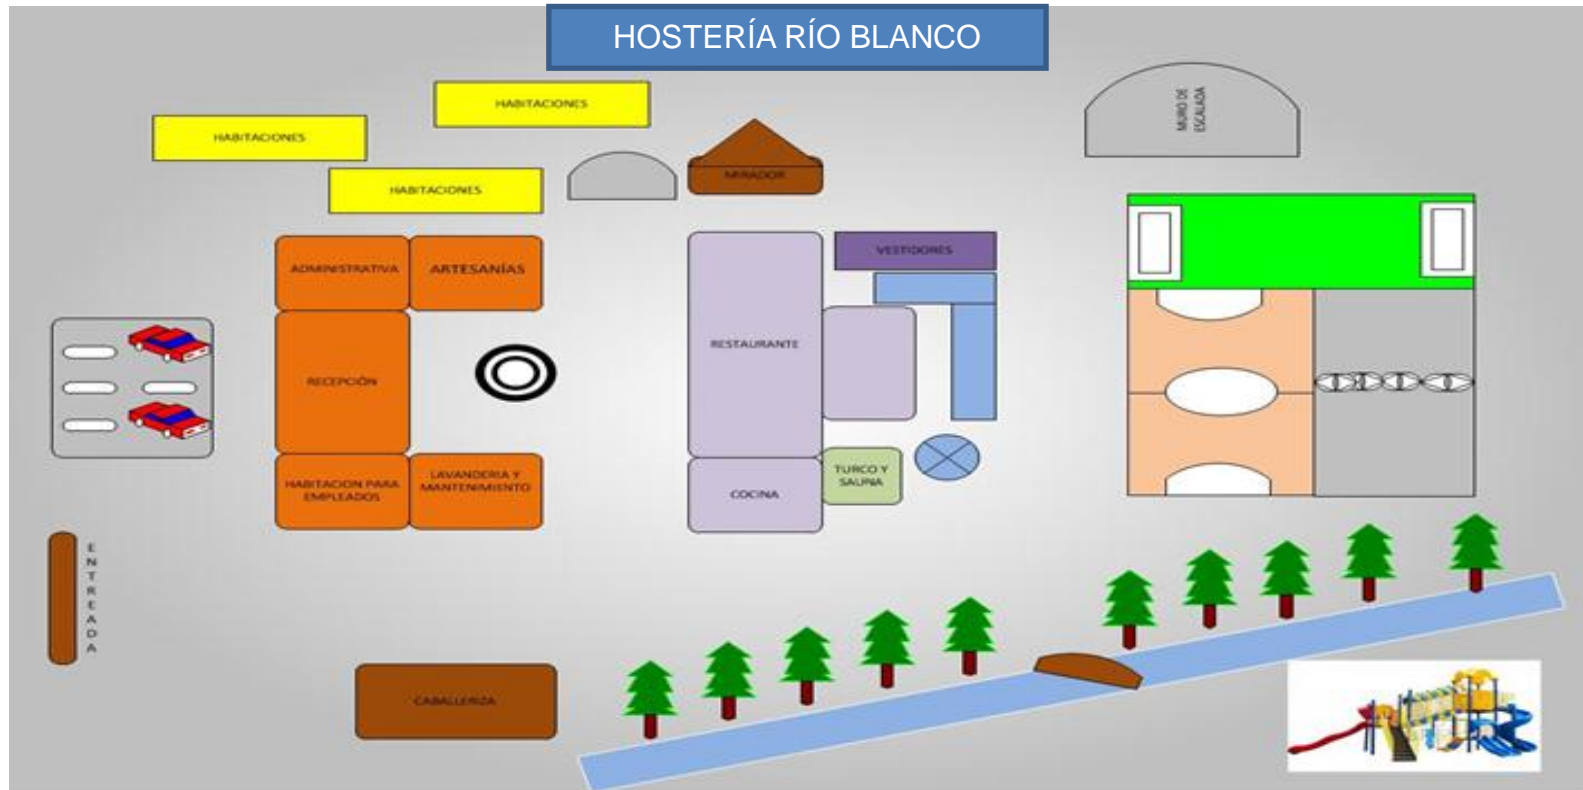 HOSTERÍA RÍO BLANCO
HABITACIONES
HABITACIONES
HABITACIONES
MIRADOR
MURO DE
ESCALADA
ADMINISTRATIVA
ARTESANÍAS
RECEPCIÓN
HABITACION PARA
EMPLEADOS
LAVANDERIA Y
MANTENIMIENTO
RESTAURANTE
VESTIDORES
COCINA
TURCO Y
SAUNA
ENTREADA
CABALLERIZA